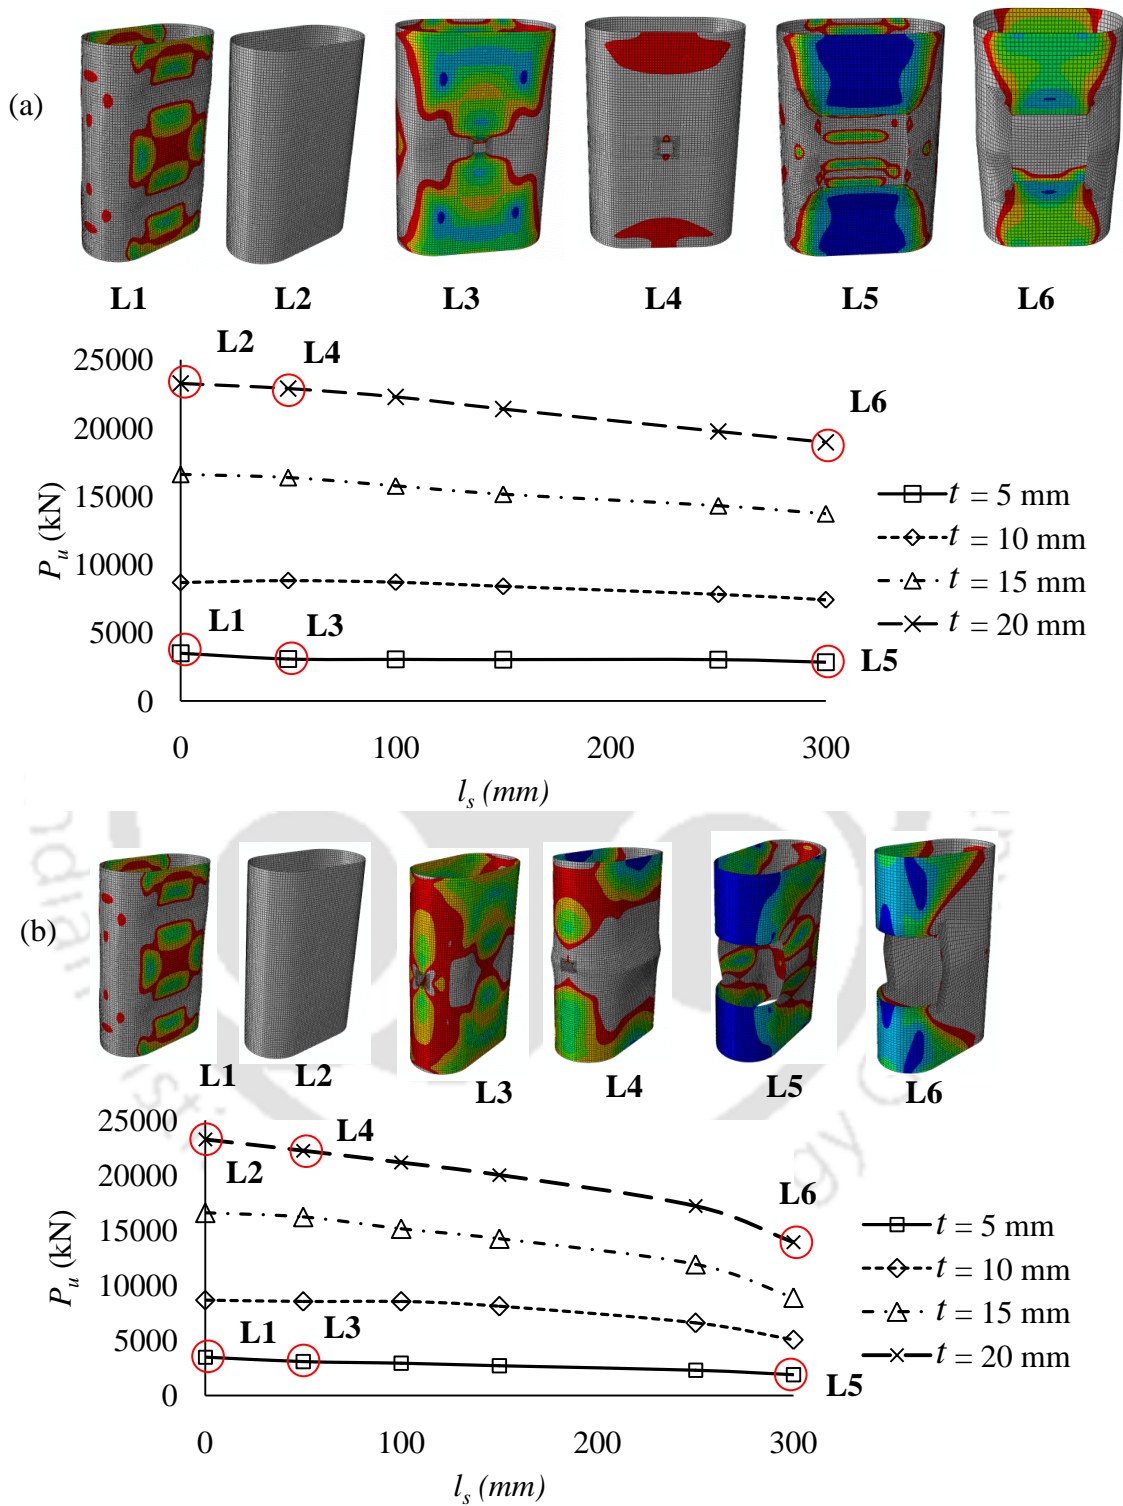 (a)
L1 L2 L3 L4 L5 L6
L2 L4 L6
L1 L3 L5
25000
20000
15000
10000
5000
0
P_u (kN)
0 100 200 300
l_s (mm)
t = 5 mm
t = 10 mm
t = 15 mm
t = 20 mm
(b)
L1 L2 L3 L4 L5 L6
L4
L2
L6
L1 L3
L5
25000
20000
15000
10000
5000
0
P_u (kN)
0 100 200 300
l_s (mm)
t = 5 mm
t = 10 mm
t = 15 mm
t = 20 mm